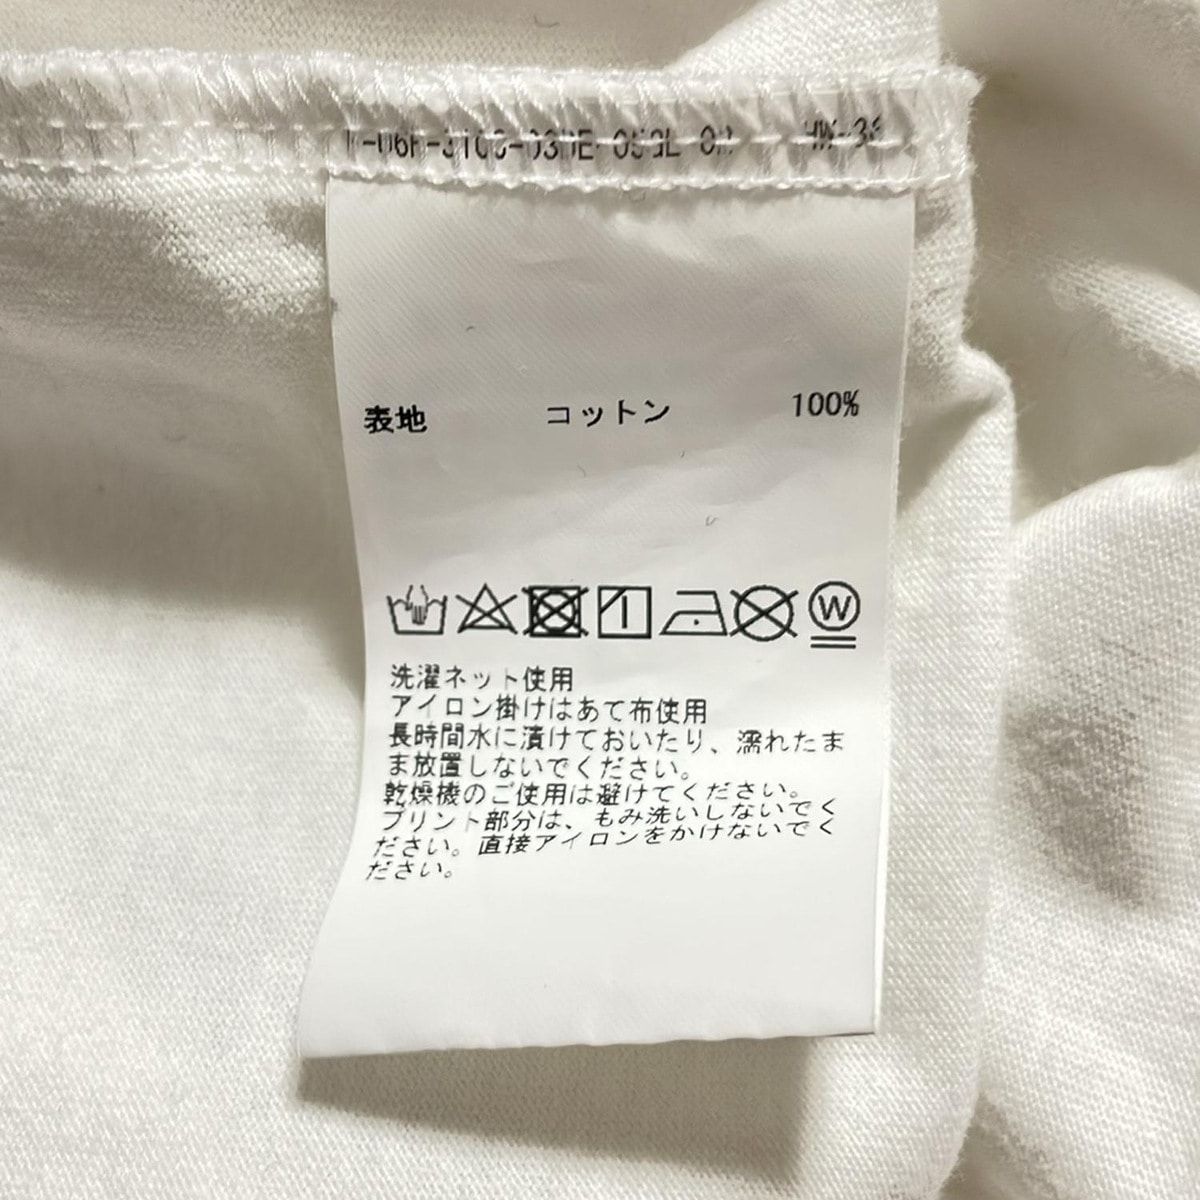 表地 コットン 100%
W
洗濯ネット使用
アイロン掛けはあて布使用
長時間水に漬けておいたり、濡れたま
ま放置しないでください。
乾燥機のご使用は避けてください。
プリント部分は、もみ洗いしないでく
ださい。直接アイロンをかけないでく
ださい。